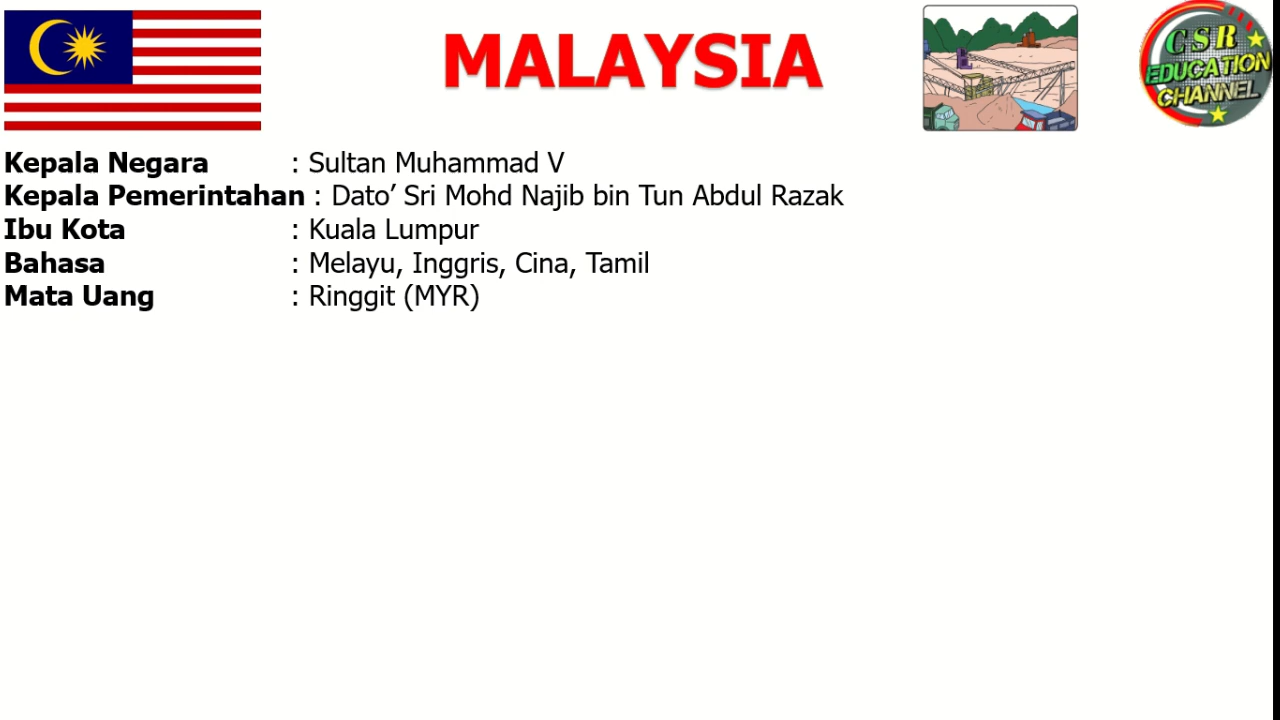 MALAYSIA
CSR
EDUCATION
CHANNEL
Kepala Negara : Sultan Muhammad V
Kepala Pemerintahan : Dato’ Sri Mohd Najib bin Tun Abdul Razak
Ibu Kota : Kuala Lumpur
Bahasa : Melayu, Inggris, Cina, Tamil
Mata Uang : Ringgit (MYR)